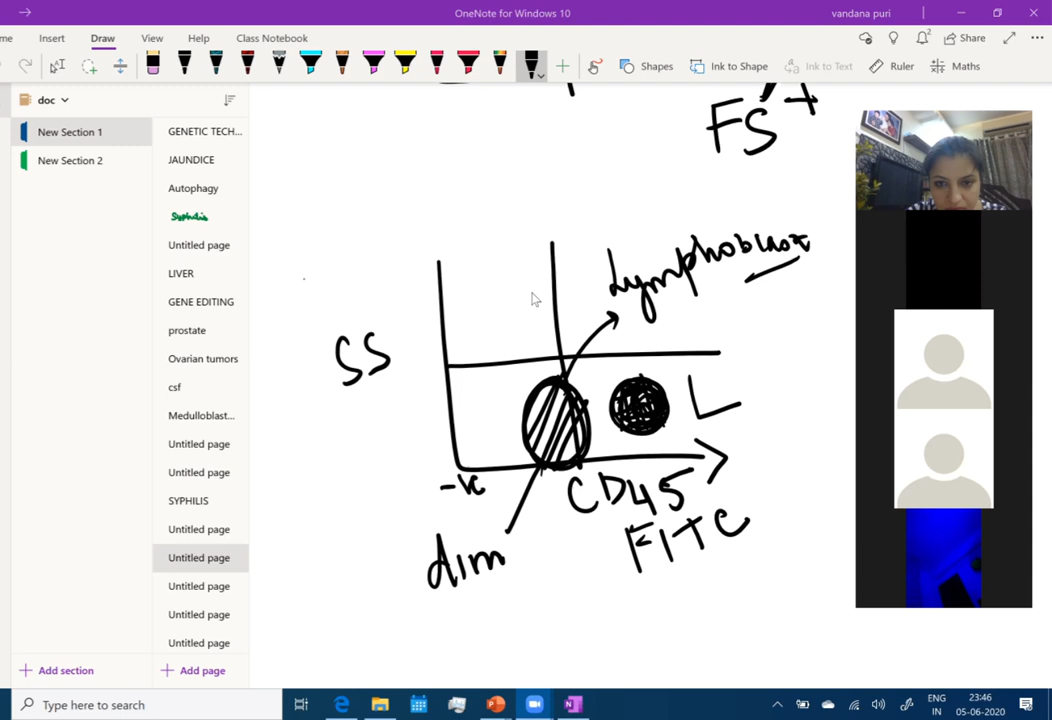 OneNote for Windows 10
vandana puri
me
Insert
Draw
View
Help
Class Notebook
Share
Shapes
Ink to Shape
Ink to Text
Ruler
Maths
doc
New Section 1
New Section 2
GENETIC TECH...
JAUNDICE
Autophagy
Syphilis
Untitled page
LIVER
GENE EDITING
prostate
Ovarian tumors
csf
Medulloblast...
Untitled page
Untitled page
SYPHILIS
Untitled page
Untitled page
Untitled page
Untitled page
Untitled page
Add section
Add page
FS
Lymphoblast
SS
L
-ve
CD45
FITC
dim
Type here to search
ENG
IN
23:46
05-06-2020